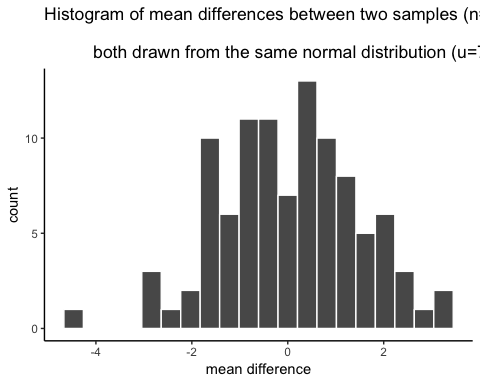 Histogram of mean differences between two samples (n=
both drawn from the same normal distribution (u=7
10
5
0
count
-4 -2 0 2
mean difference